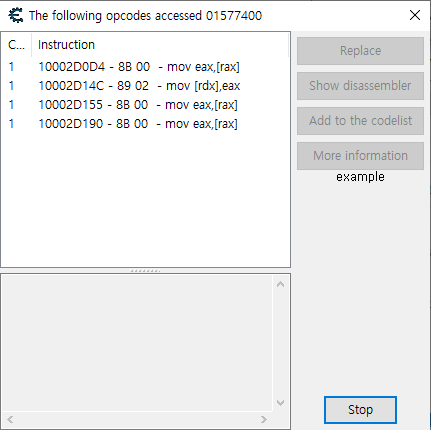 The following opcodes accessed 01577400
C... Instruction
1 10002D0D4 - 8B 00 - mov eax,[rax]
1 10002D14C - 89 02 - mov [rdx],eax
1 10002D155 - 8B 00 - mov eax,[rax]
1 10002D190 - 8B 00 - mov eax,[rax]
Replace
Show disassembler
Add to the codelist
More information
example
Stop